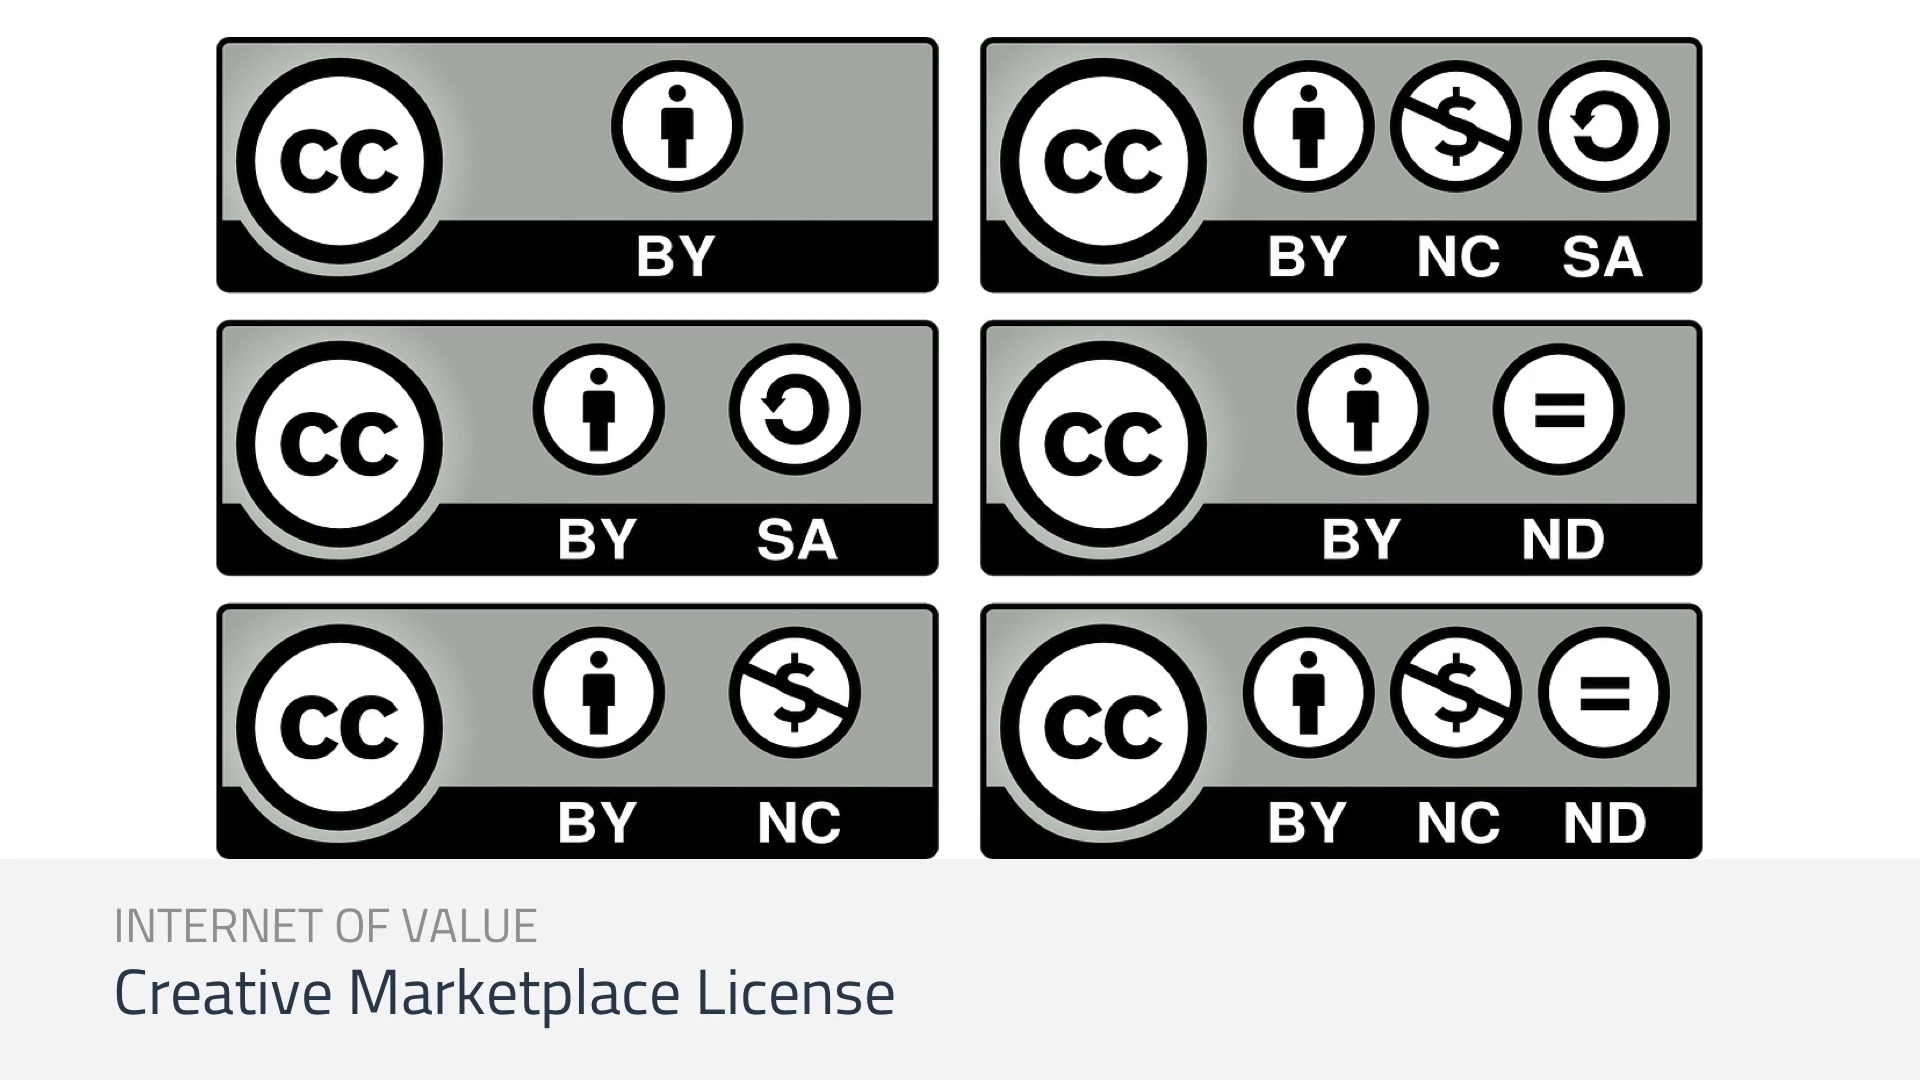 CC BY
CC BY NC SA
CC BY SA
CC BY ND
CC BY NC
CC BY NC ND
INTERNET OF VALUE
Creative Marketplace License